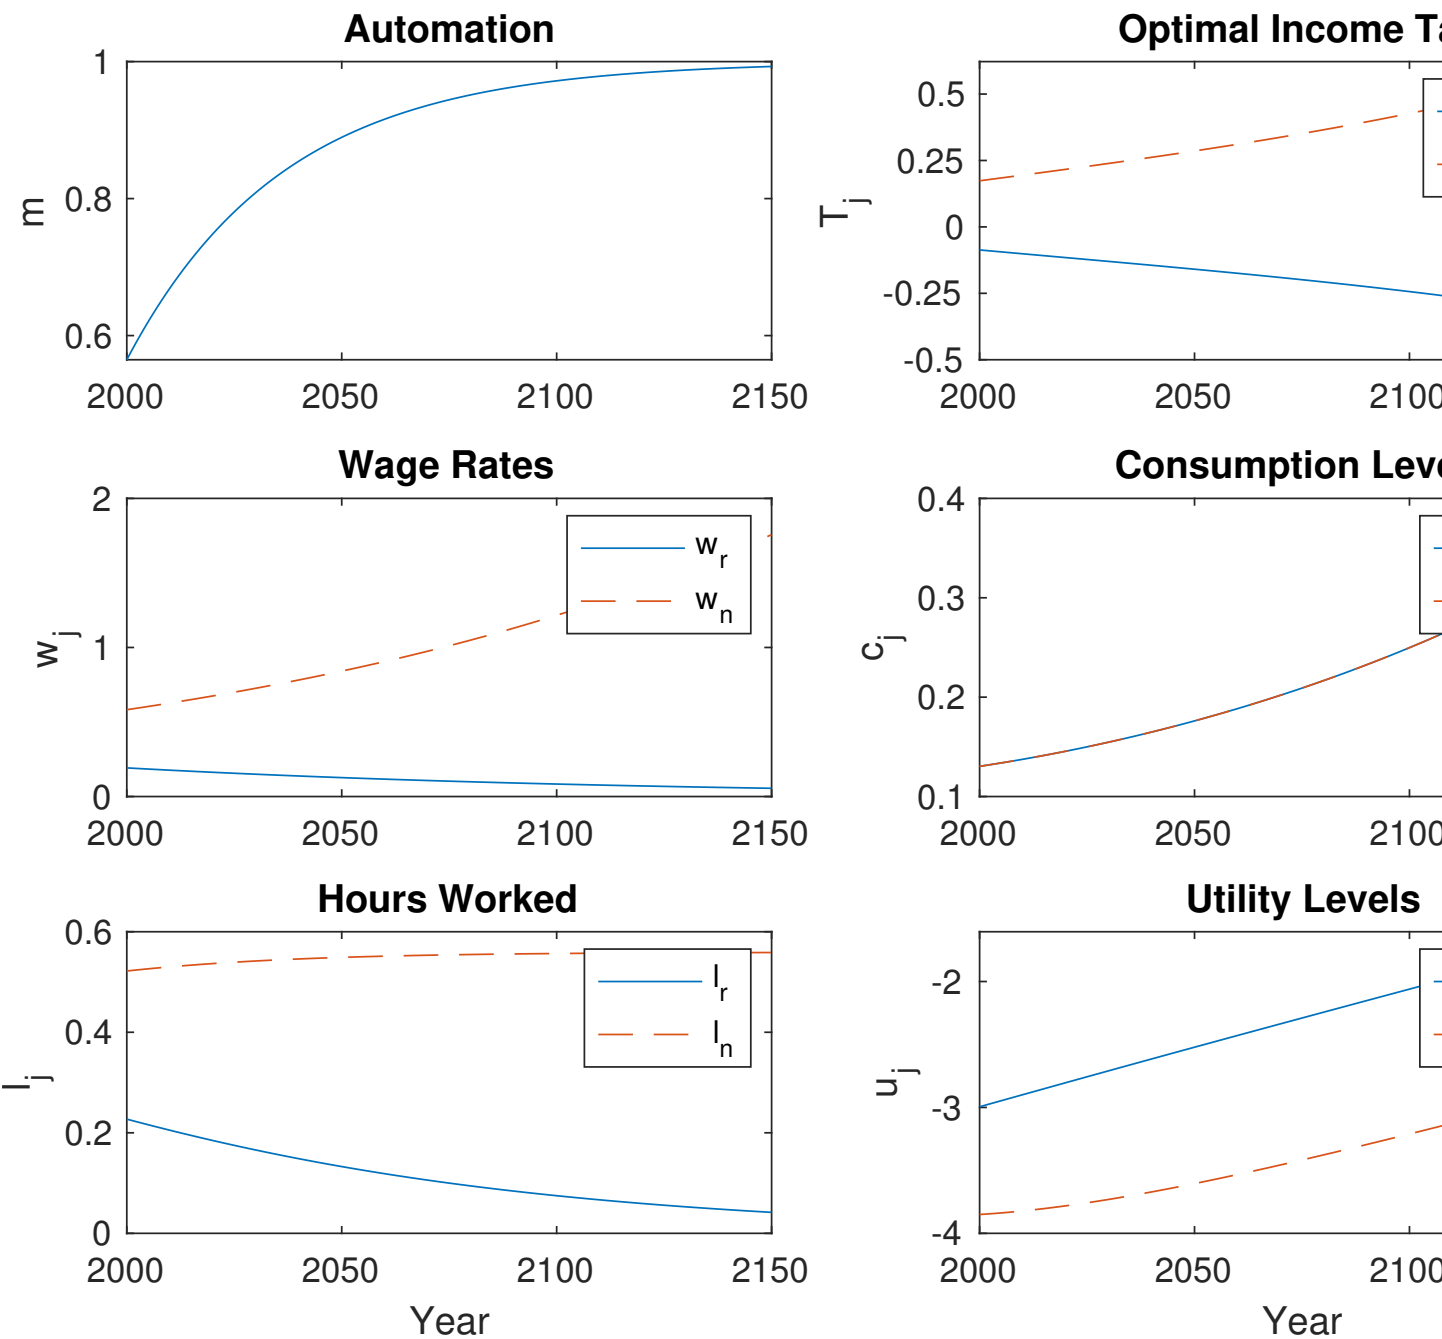 Automation
1
0.8
0.6
m
2000 2050 2100 2150
Optimal Income Ta
0.5
0.25
0
-0.25
-0.5
T_j
2000 2050 2100
Wage Rates
2
1
0
w_j
w_r
w_n
2000 2050 2100 2150
Consumption Leve
0.4
0.3
0.2
0.1
c_j
2000 2050 2100
Hours Worked
0.6
0.4
0.2
0
l_j
l_r
l_n
2000 2050 2100 2150
Year
Utility Levels
-2
-3
-4
u_j
2000 2050 2100
Year